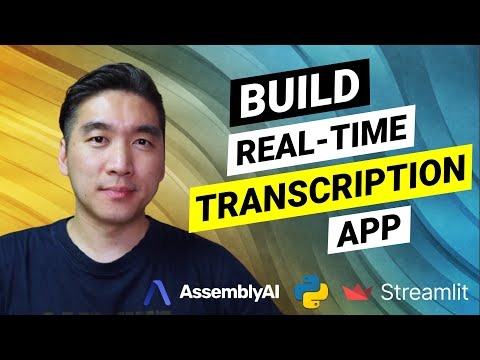 BUILD
REAL-TIME
TRANSCRIPTION
APP
AssemblyAI
Streamlit